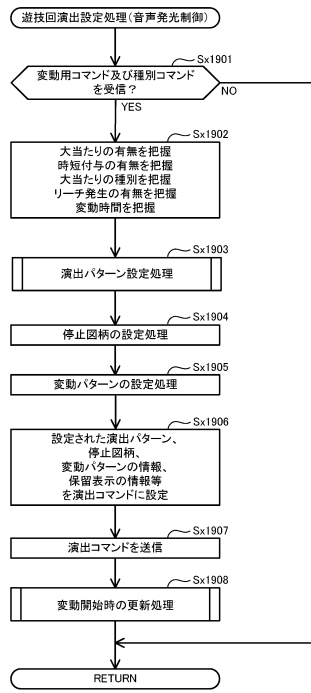 遊技回演出設定処理(音声発光制御)
Sx1901
変動用コマンド及び種別コマンド
を受信？
NO
YES
Sx1902
大当たりの有無を把握
時短付与の有無を把握
大当たりの種別を把握
リーチ発生の有無を把握
変動時間を把握
Sx1903
演出パターン設定処理
Sx1904
停止図柄の設定処理
Sx1905
変動パターンの設定処理
Sx1906
設定された演出パターン、
停止図柄、
変動パターンの情報、
保留表示の情報等
を演出コマンドに設定
Sx1907
演出コマンドを送信
Sx1908
変動開始時の更新処理
RETURN